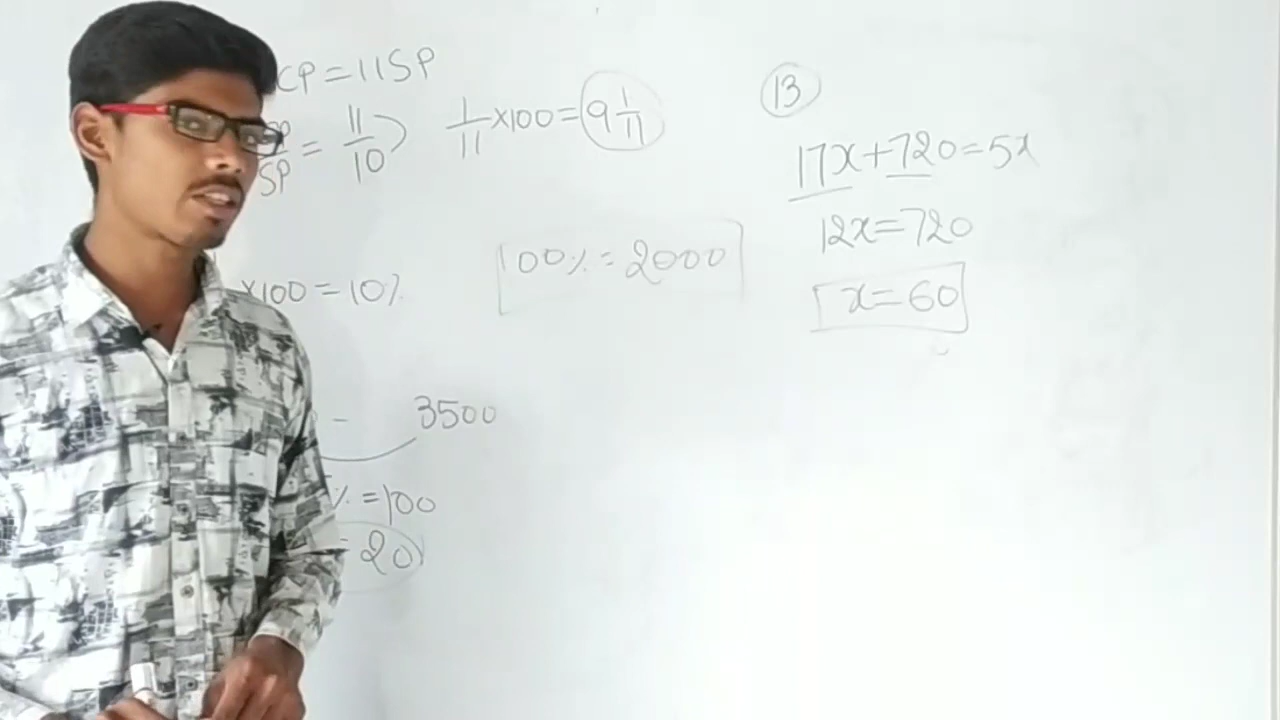 CP = 11SP
SP = 11/10) 1/11 × 100 = 9 1/11
×100 = 10%
100% = 2000
- 3500
% = 100
= 20
13
17x + 720 = 5x
12x = 720
x = 60